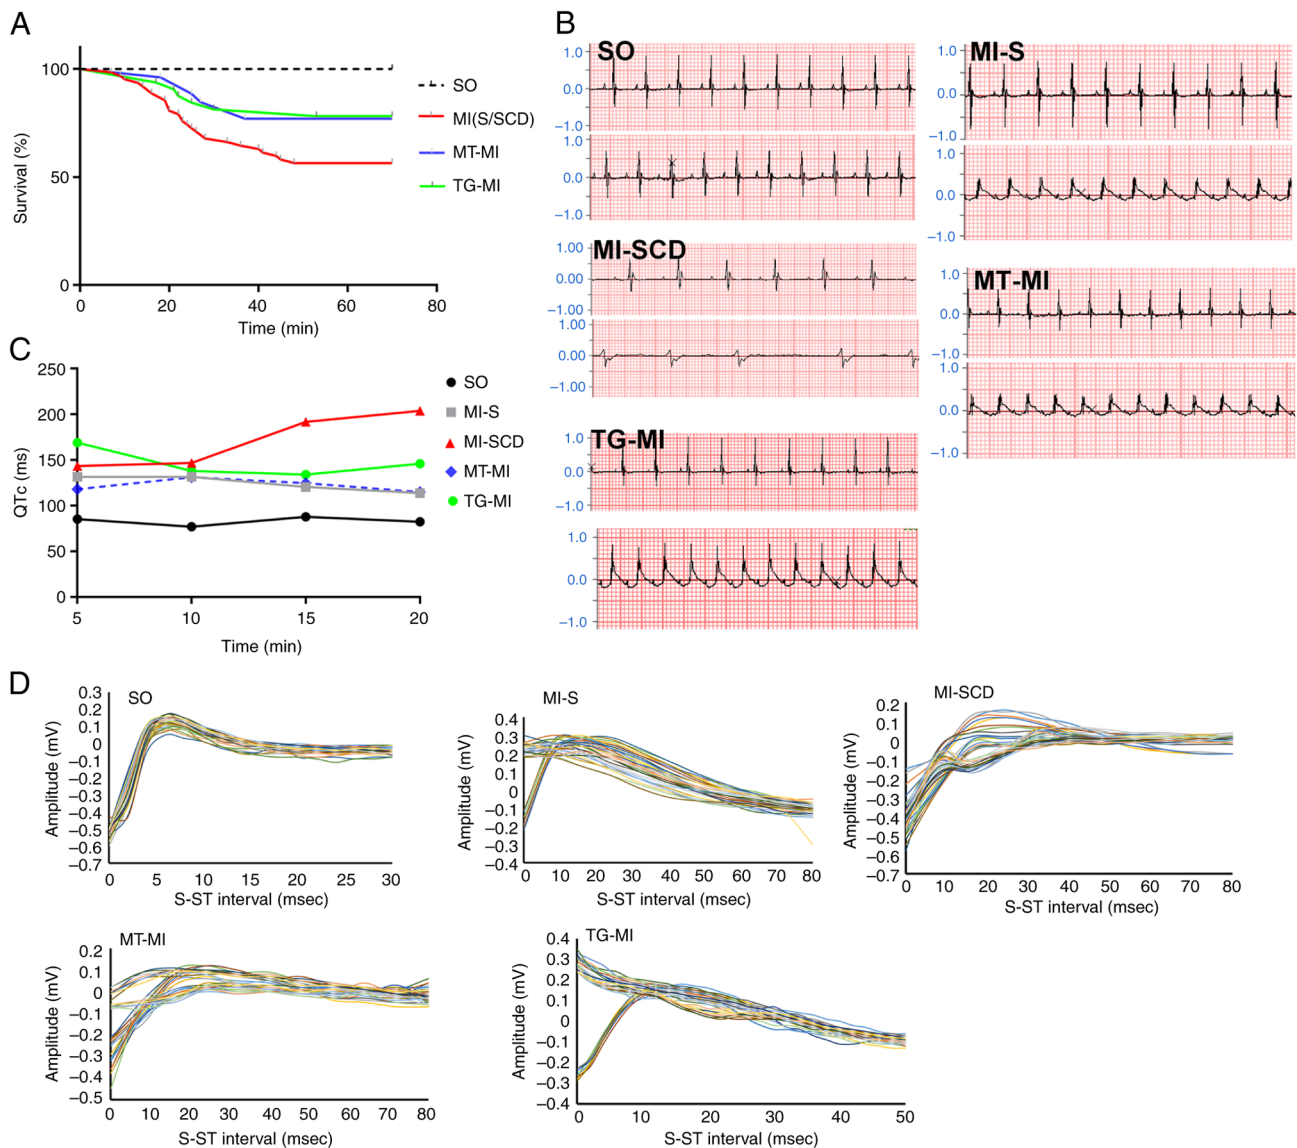 A
100
50
0
Survival (%)
0 20 40 60 80
Time (min)
SO
MI(S/SCD)
MT-MI
TG-MI
B
SO
1.0
0.0
–1.0
1.0
0.0
–1.0
MI-S
1.0
0.0
–1.0
1.0
0.0
–1.0
MI-SCD
1.00
0.00
–1.00
1.00
0.00
–1.00
MT-MI
1.0
0.0
–1.0
1.0
0.0
–1.0
TG-MI
1.0
0.0
–1.0
1.0
0.0
–1.0
C
250
200
150
100
50
0
QTc (ms)
5 10 15 20
Time (min)
SO
MI-S
MI-SCD
MT-MI
TG-MI
D
SO
0.3
0.2
0.1
0
–0.1
–0.2
–0.3
–0.4
–0.5
–0.6
–0.7
Amplitude (mV)
0 5 10 15 20 25 30
S-ST interval (msec)
MI-S
0.4
0.3
0.2
0.1
0
–0.1
–0.2
–0.3
–0.4
Amplitude (mV)
0 10 20 30 40 50 60 70 80
S-ST interval (msec)
MI-SCD
0.2
0.1
0
–0.1
–0.2
–0.3
–0.4
–0.5
–0.6
–0.7
Amplitude (mV)
0 10 20 30 40 50 60 70 80
S-ST interval (msec)
MT-MI
0.2
0.1
0
–0.1
–0.2
–0.3
–0.4
–0.5
Amplitude (mV)
0 10 20 30 40 50 60 70 80
S-ST interval (msec)
TG-MI
0.4
0.3
0.2
0.1
0
–0.1
–0.2
–0.3
–0.4
Amplitude (mV)
0 10 20 30 40 50
S-ST interval (msec)